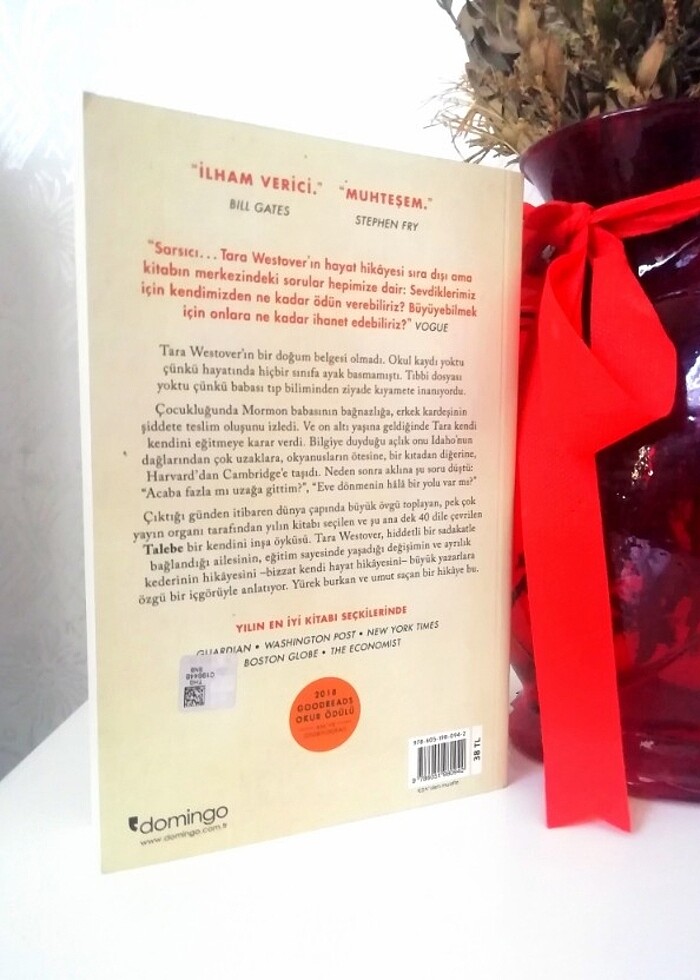 "İLHAM VERİCİ." "MUHTEŞEM."
BILL GATES STEPHEN FRY
"Sarsıcı... Tara Westover'ın hayat hikâyesi sıra dışı ama
kitabın merkezindeki sorular hepimize dair: Sevdiklerimiz
için kendimizden ne kadar ödün verebiliriz? Büyüyebilmek
için onlara ne kadar ihanet edebiliriz?" VOGUE
Tara Westover'ın bir doğum belgesi olmadı. Okul kaydı yoktu
çünkü hayatında hiçbir sınıfa ayak basmamıştı. Tıbbi dosyası
yoktu çünkü babası tıp biliminden ziyade kıyamete inanıyordu.
Çocukluğunda Mormon babasının bağnazlığa, erkek kardeşinin
şiddete teslim oluşunu izledi. Ve on altı yaşına geldiğinde Tara kendi
kendini eğitmeye karar verdi. Bilgiye duyduğu açlık onu Idaho'nun
dağlarından çok uzaklara, okyanusların ötesine, bir kıtadan diğerine,
Harvard'dan Cambridge'e taşıdı. Neden sonra aklına şu soru düştü:
"Acaba fazla mı uzağa gittim?", "Eve dönmenin hâlâ bir yolu var mı?"
Çıktığı günden itibaren dünya çapında büyük övgü toplayan, pek çok
yayın organı tarafından yılın kitabı seçilen ve şu ana dek 40 dile çevrilen
Talebe bir kendini inşa öyküsü. Tara Westover, hiddetli bir sadakatle
bağlandığı ailesinin, eğitim sayesinde yaşadığı değişimin ve ayrılık
kederinin hikâyesini –bizzat kendi hayat hikâyesini– büyük yazarlara
özgü bir içgörüyle anlatıyor. Yürek burkan ve umut saçan bir hikâye bu.
YILIN EN İYİ KİTABI SEÇKİLERİNDE
GUARDIAN • WASHINGTON POST • NEW YORK TIMES
BOSTON GLOBE • THE ECONOMIST
2018
GOODREADS
OKUR ÖDÜLÜ
978-605-198-094-2
38 TL
9 786051 980942
domingo
www.domingo.com.tr